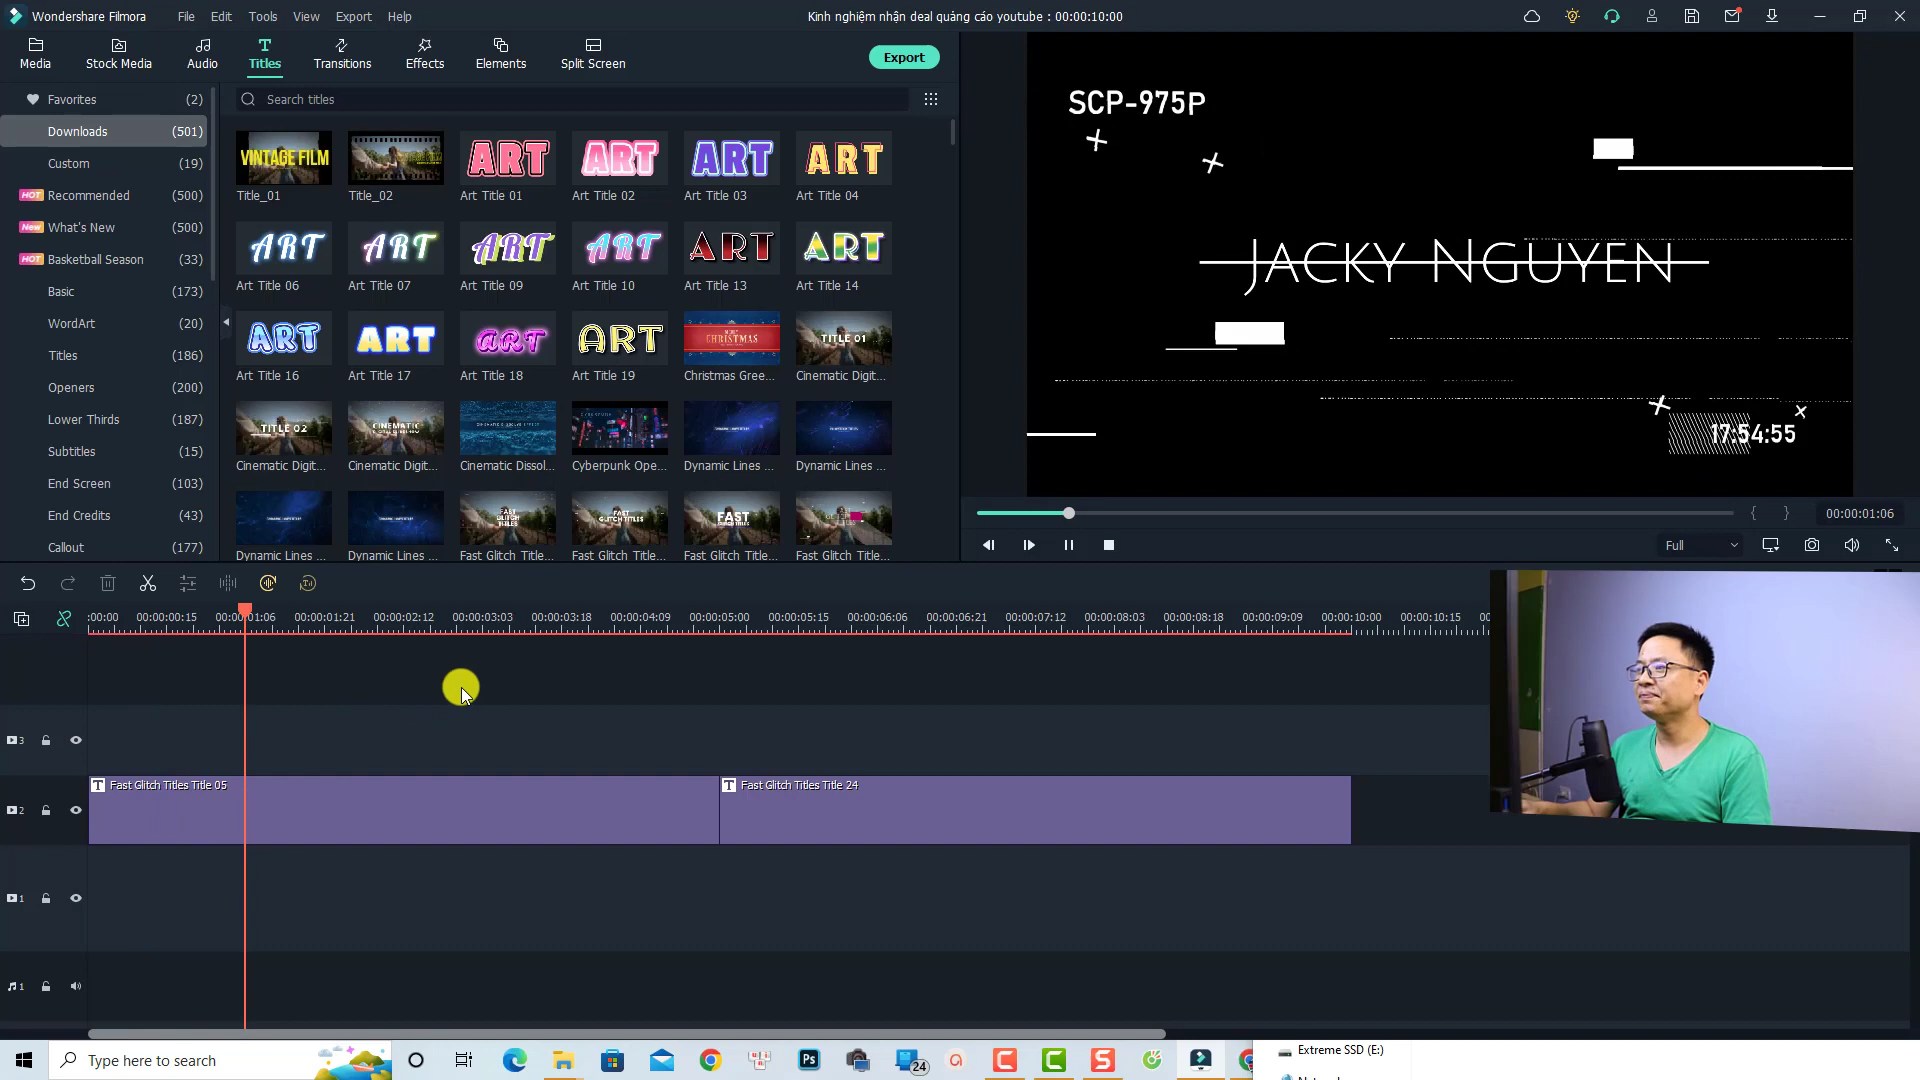 Wondershare Filmora File Edit Tools View Export Help
Kinh nghiệm nhận deal quảng cáo youtube : 00:00:10:00
Media Stock Media Audio Titles Transitions Effects Elements Split Screen
Export
Favorites (2)
Downloads (501)
Custom (19)
HOT Recommended (500)
New What's New (500)
HOT Basketball Season (33)
Basic (173)
WordArt (20)
Titles (186)
Openers (200)
Lower Thirds (187)
Subtitles (15)
End Screen (103)
End Credits (43)
Callout (177)
Search titles
VINTAGE FILM
ART ART ART ART
Title_01 Title_02 Art Title 01 Art Title 02 Art Title 03 Art Title 04
ART ART ART ART ART ART
Art Title 06 Art Title 07 Art Title 09 Art Title 10 Art Title 13 Art Title 14
ART ART ART ART CHRISTMAS TITLE 01
Art Title 16 Art Title 17 Art Title 18 Art Title 19 Christmas Gree... Cinematic Digit...
TITLE 02 CINEMATIC
Cinematic Digit... Cinematic Digit... Cinematic Dissol... Cyberpunk Ope... Dynamic Lines ... Dynamic Lines ...
FAST GLITCH TITLES
FAST GLITCH TITLES
FAST
Dynamic Lines ... Dynamic Lines ... Fast Glitch Title... Fast Glitch Title... Fast Glitch Title... Fast Glitch Title...
SCP-975P
JACKY NGUYEN
17:54:55
{ } 00:00:01:06
Full
:00:00 00:00:00:15 00:00:01:06 00:00:01:21 00:00:02:12 00:00:03:03 00:00:03:18 00:00:04:09 00:00:05:00 00:00:05:15 00:00:06:06 00:00:06:21 00:00:07:12 00:00:08:03 00:00:08:18 00:00:09:09 00:00:10:00 00:00:10:15 00
3
T Fast Glitch Titles Title 05 T Fast Glitch Titles Title 24
2
1
1
Type here to search
Ps
24
Extreme SSD (E:)